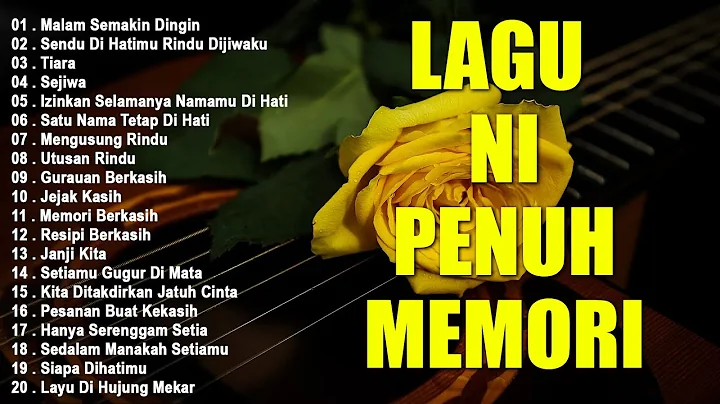 01 . Malam Semakin Dingin
02 . Sendu Di Hatimu Rindu Dijiwaku
03 . Tiara
04 . Sejiwa
05 . Izinkan Selamanya Namamu Di Hati
06 . Satu Nama Tetap Di Hati
07 . Mengusung Rindu
08 . Utusan Rindu
09 . Gurauan Berkasih
10 . Jejak Kasih
11 . Memori Berkasih
12 . Resipi Berkasih
13 . Janji Kita
14 . Setiamu Gugur Di Mata
15 . Kita Ditakdirkan Jatuh Cinta
16 . Pesanan Buat Kekasih
17 . Hanya Serenggam Setia
18 . Sedalam Manakah Setiamu
19 . Siapa Dihatimu
20 . Layu Di Hujung Mekar
LAGU
NI
PENUH
MEMORI